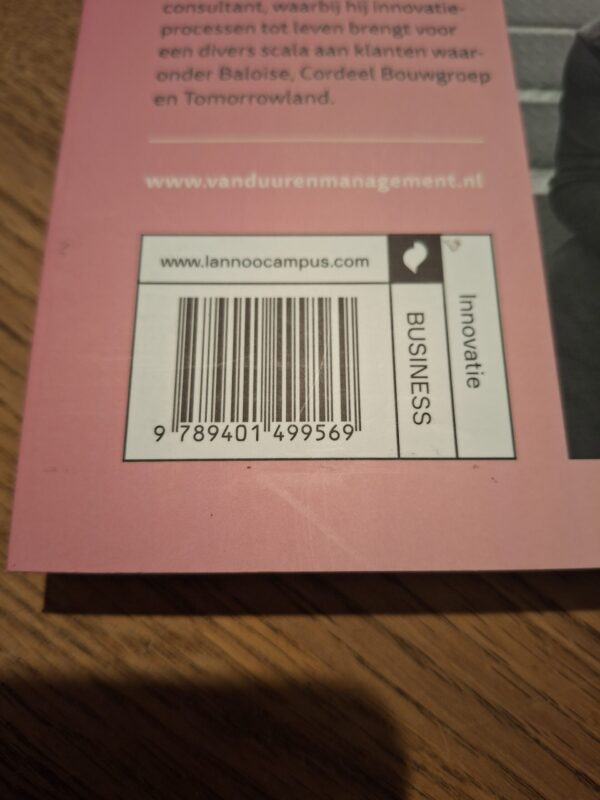 consultant, waarbij hij innovatie-
processen tot leven brengt voor
een divers scala aan klanten waar-
onder Baloise, Cordeel Bouwgroep
en Tomorrowland.
www.vanduurenmanagement.nl
www.lannoocampus.com
BUSINESS
Innovatie
9 789401 499569